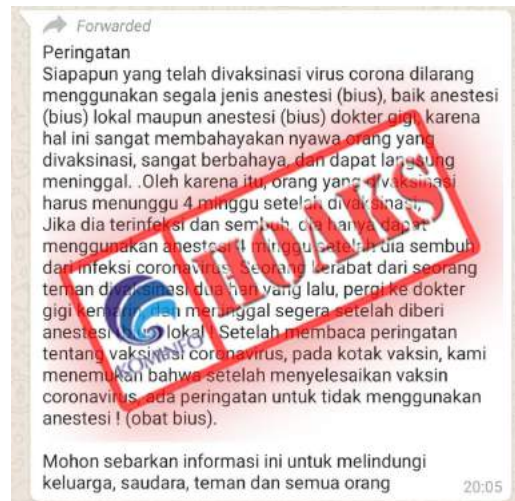 Forwarded
Peringatan
Siapapun yang telah divaksinasi virus corona dilarang
menggunakan segala jenis anestesi (bius), baik anestesi
(bius) lokal maupun anestesi (bius) dokter gigi, karena
hal ini sangat membahayakan nyawa orang yang
divaksinasi, sangat berbahaya, dan dapat langsung
meninggal. .Oleh karena itu, orang yang divaksinasi
harus menunggu 4 minggu setelah divaksinasi,
Jika dia terinfeksi dan sembuh, dia hanya dapat
menggunakan anestesi 4 minggu setelah dia sembuh
dari infeksi coronavirus. Seorang kerabat dari seorang
teman divaksinasi dua hari yang lalu, pergi ke dokter
gigi kemarin, dan meninggal segera setelah diberi
anestesi lokal ! Setelah membaca peringatan
tentang vaksinasi coronavirus, pada kotak vaksin, kami
menemukan bahwa setelah menyelesaikan vaksin
coronavirus, ada peringatan untuk tidak menggunakan
anestesi ! (obat bius).
Mohon sebarkan informasi ini untuk melindungi
keluarga, saudara, teman dan semua orang
20:05
KOMINFO
HOAKS